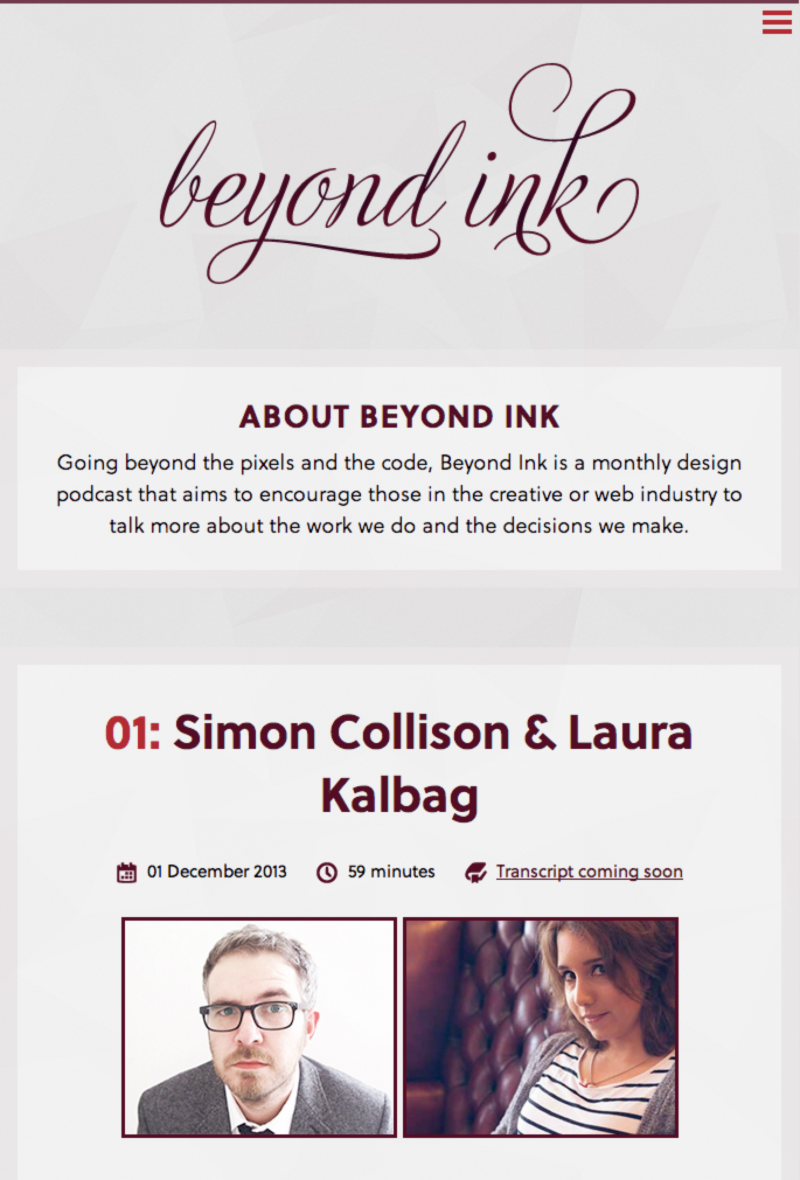 beyond ink
ABOUT BEYOND INK
Going beyond the pixels and the code, Beyond Ink is a monthly design
podcast that aims to encourage those in the creative or web industry to
talk more about the work we do and the decisions we make.
01: Simon Collison & Laura
Kalbag
01 December 2013 59 minutes Transcript coming soon